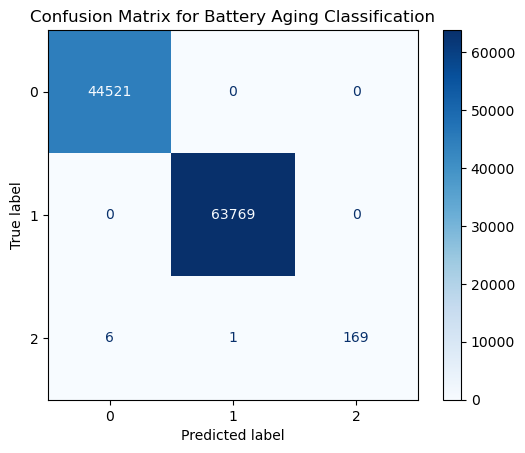 Confusion Matrix for Battery Aging Classification
60000
50000
40000
30000
20000
10000
0
True label
0
1
2
44521 0 0
0 63769 0
6 1 169
0 1 2
Predicted label